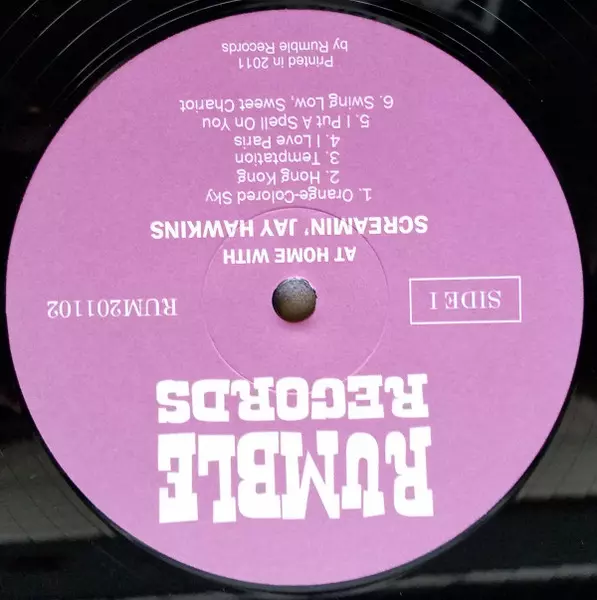 RUMBLE
RECORDS
SIDE I
RUM201102
AT HOME WITH
SCREAMIN' JAY HAWKINS
1. Orange-Colored Sky
2. Hong Kong
3. Temptation
4. I Love Paris
5. I Put A Spell On You
6. Swing Low, Sweet Chariot
Printed in 2011
by Rumble Records